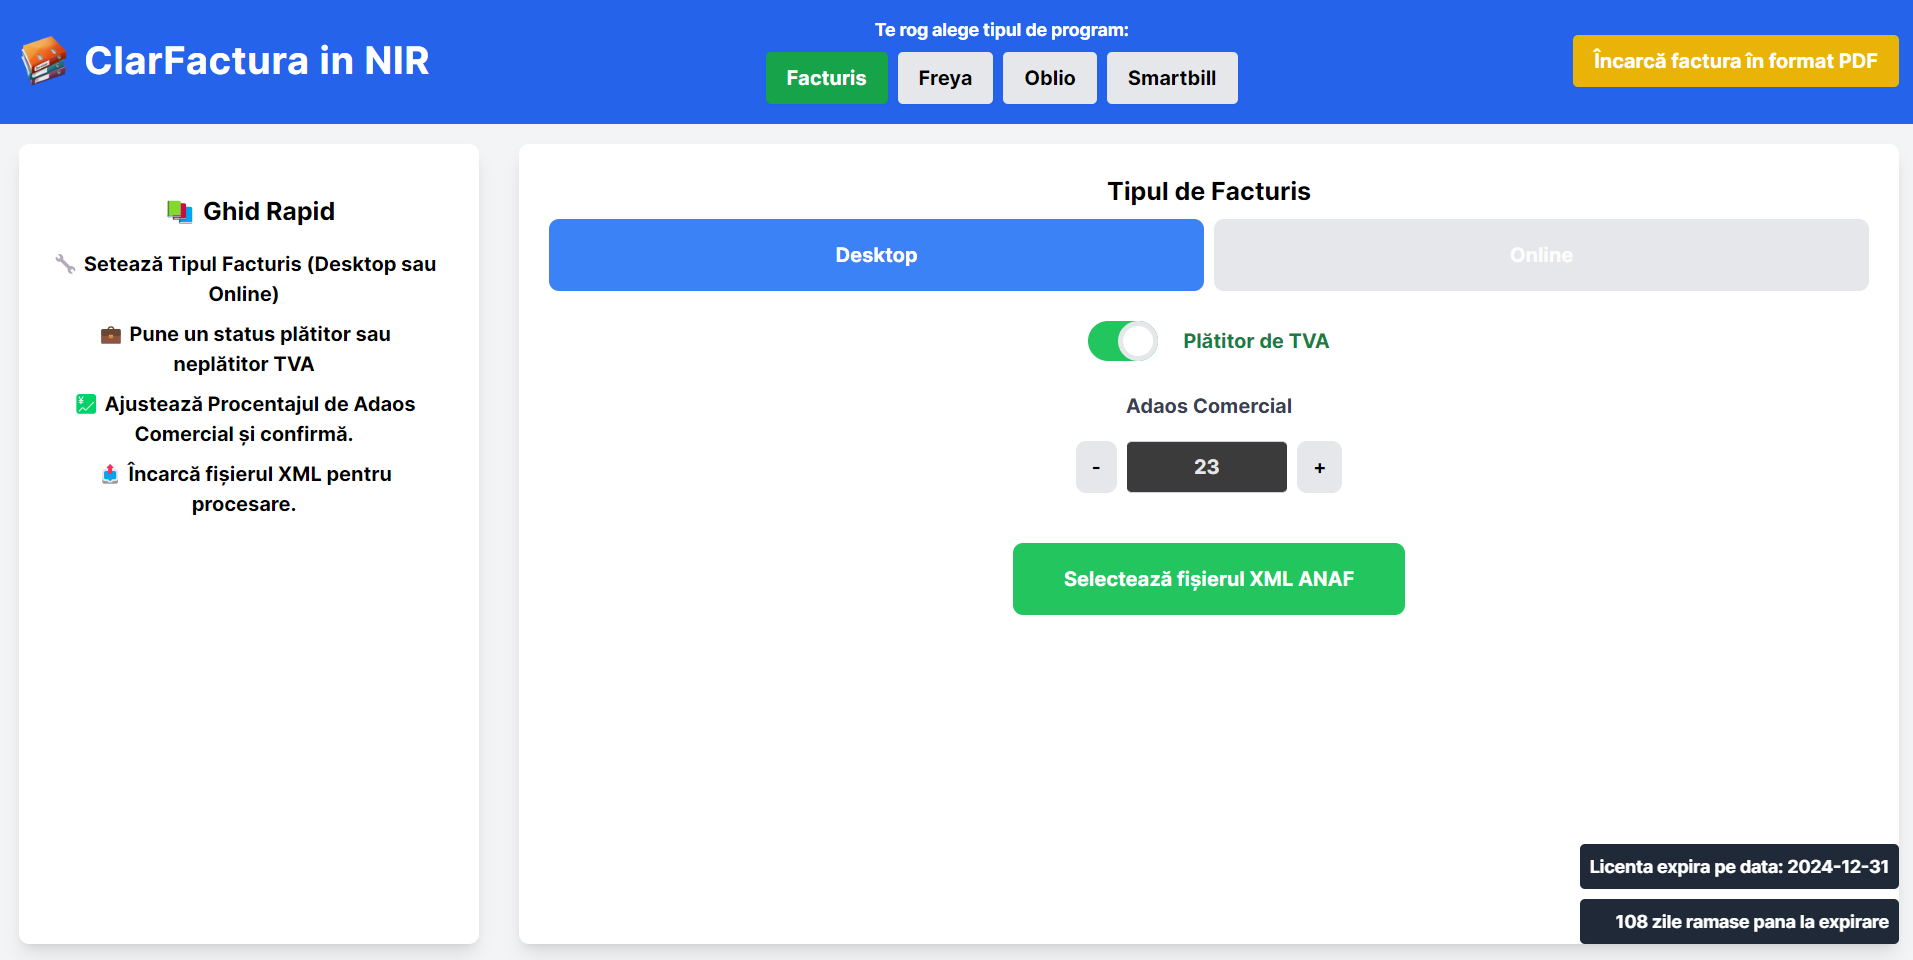 ClarFactura in NIR
Te rog alege tipul de program:
Facturis
Freya
Oblio
Smartbill
Încarcă factura în format PDF
Ghid Rapid
Setează Tipul Facturis (Desktop sau
Online)
Pune un status plătitor sau
neplătitor TVA
Ajustează Procentajul de Adaos
Comercial și confirmă.
Încarcă fișierul XML pentru
procesare.
Tipul de Facturis
Desktop
Online
Plătitor de TVA
Adaos Comercial
-
23
+
Selectează fișierul XML ANAF
Licenta expira pe data: 2024-12-31
108 zile ramase pana la expirare